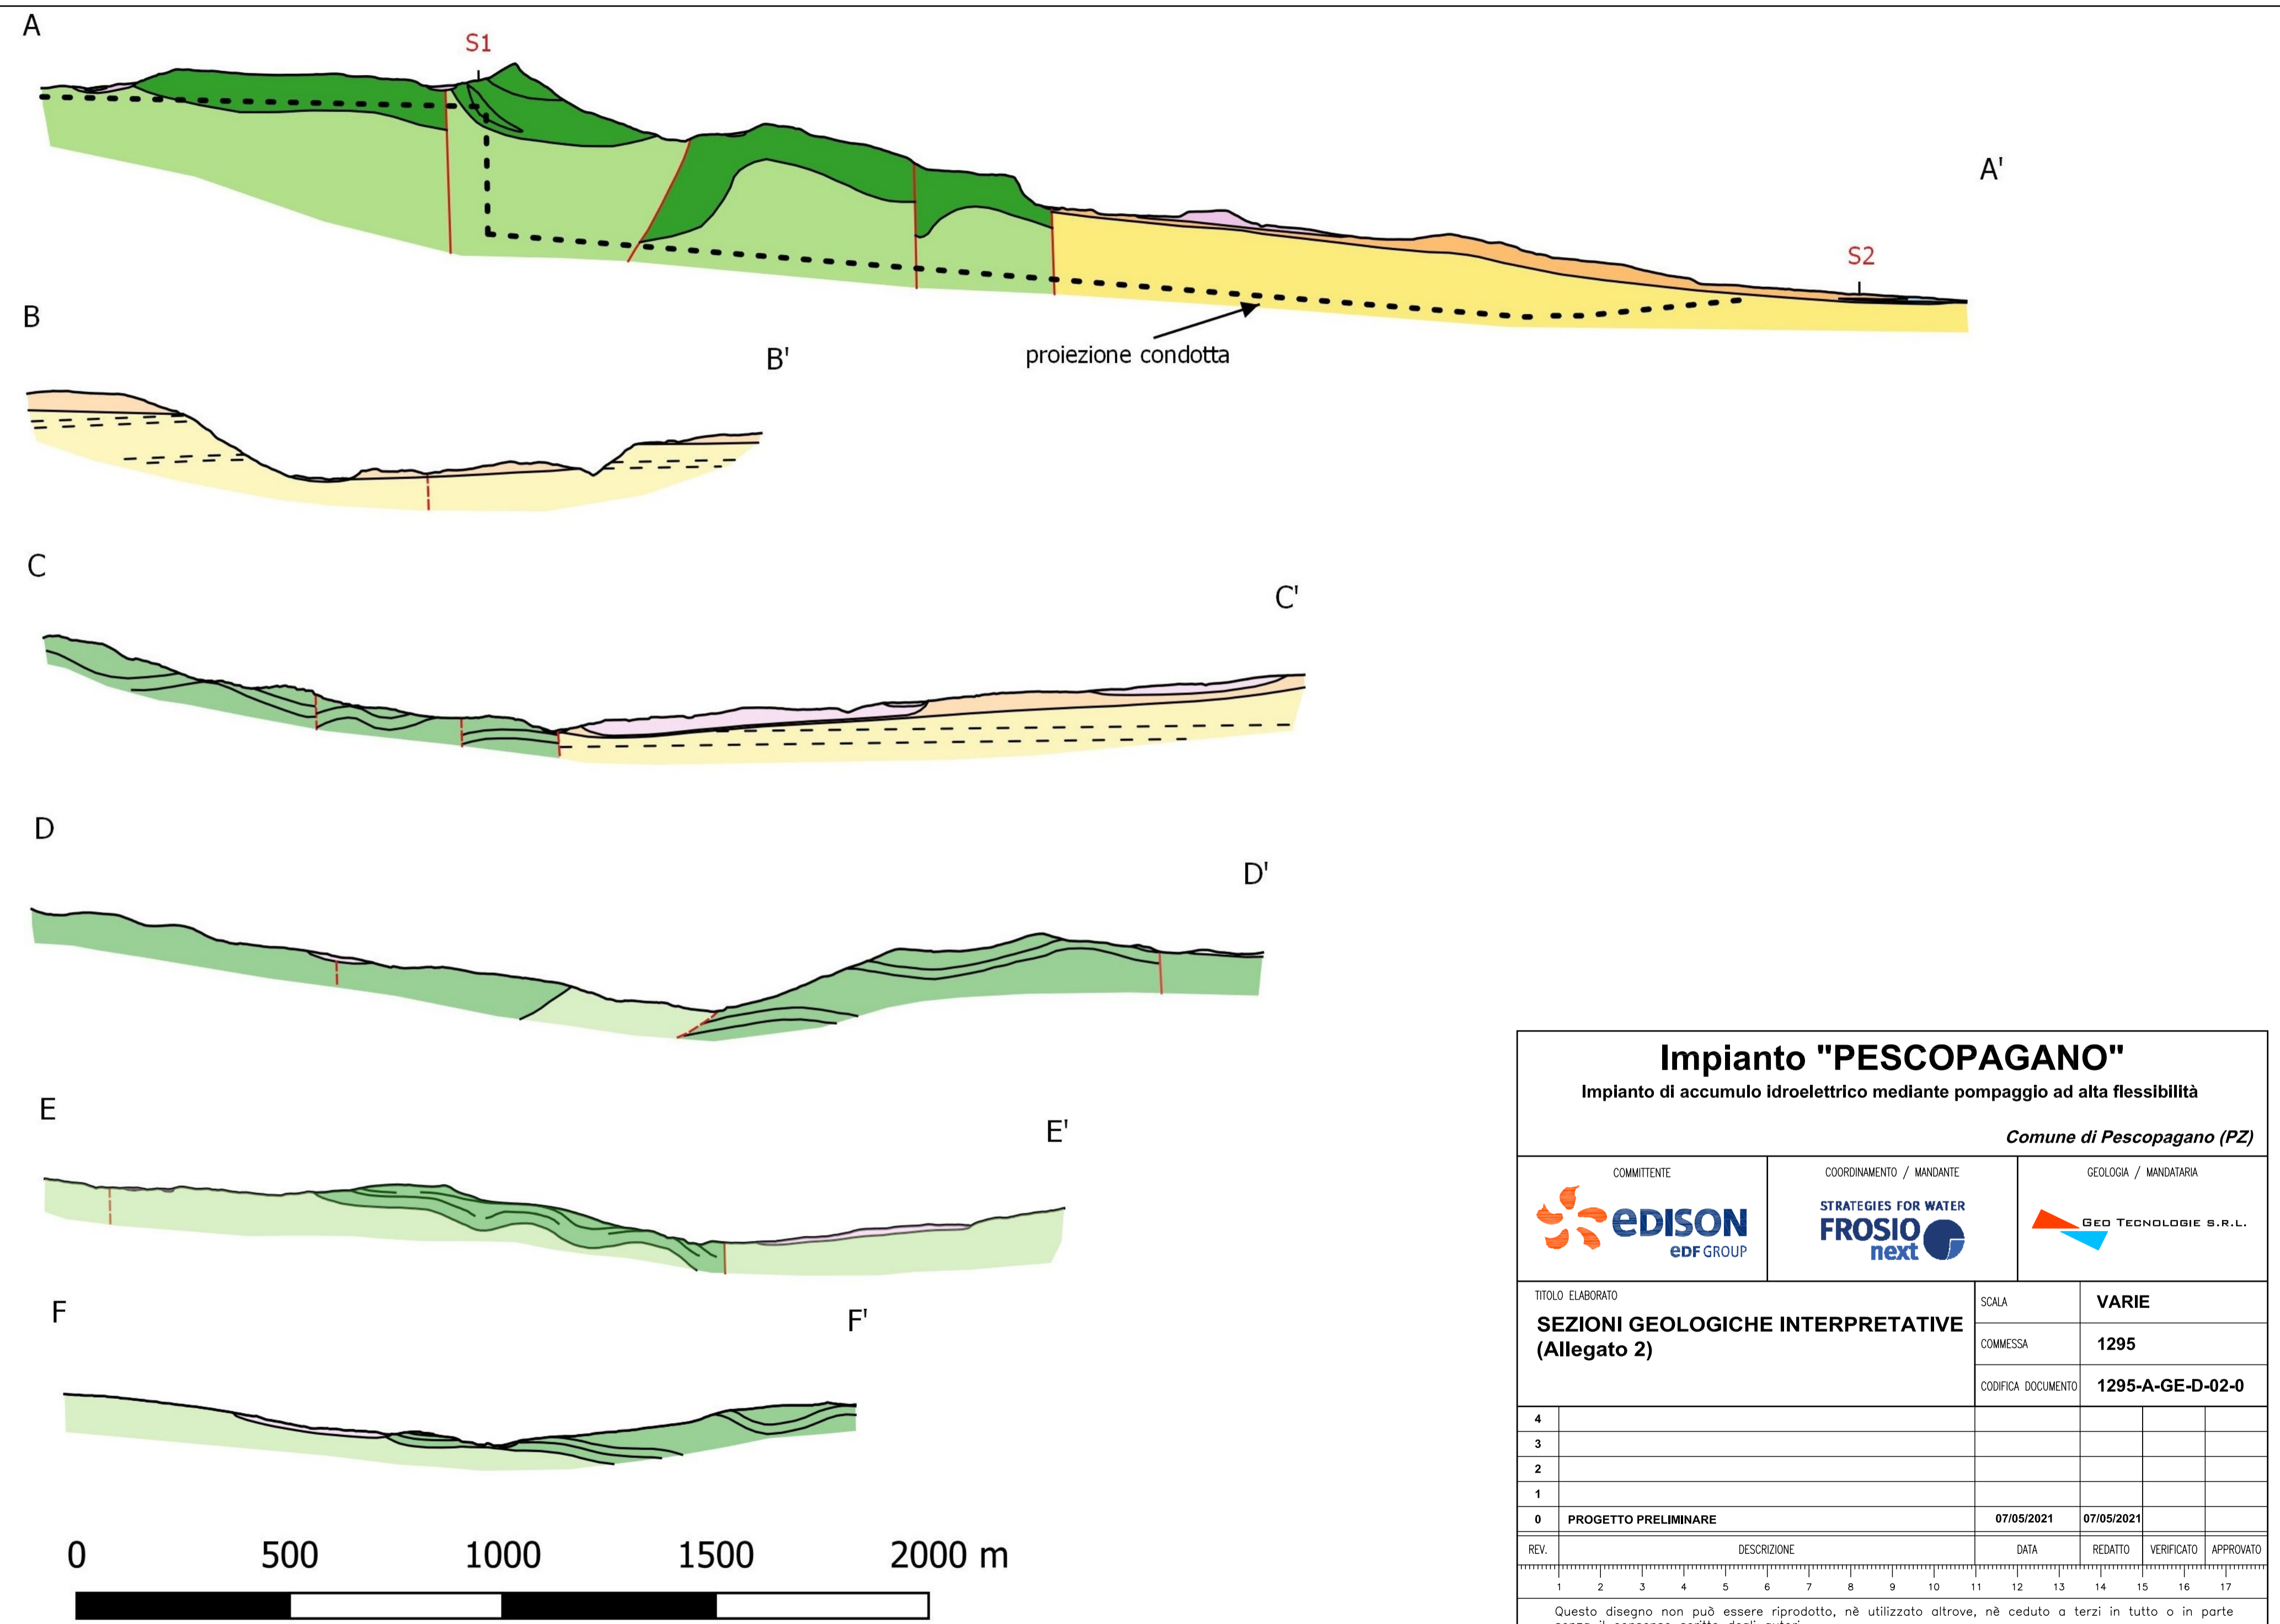 A
S1
A'
S2
proiezione condotta
B
B'
C
C'
D
D'
E
E'
F
F'
0 500 1000 1500 2000 m
Impianto "PESCOPAGANO"
Impianto di accumulo idroelettrico mediante pompaggio ad alta flessibilità
Comune di Pescopagano (PZ)
COMMITTENTE
EDISON
EDF GROUP
COORDINAMENTO / MANDANTE
STRATEGIES FOR WATER
FROSIO
next
GEOLOGIA / MANDATARIA
GEO TECNOLOGIE S.R.L.
TITOLO ELABORATO
SEZIONI GEOLOGICHE INTERPRETATIVE
(Allegato 2)
SCALA VARIE
COMMESSA 1295
CODIFICA DOCUMENTO 1295-A-GE-D-02-0
4
3
2
1
0 PROGETTO PRELIMINARE 07/05/2021 07/05/2021
REV. DESCRIZIONE DATA REDATTO VERIFICATO APPROVATO
1 2 3 4 5 6 7 8 9 10 11 12 13 14 15 16 17
Questo disegno non può essere riprodotto, nè utilizzato altrove, nè ceduto a terzi in tutto o in parte